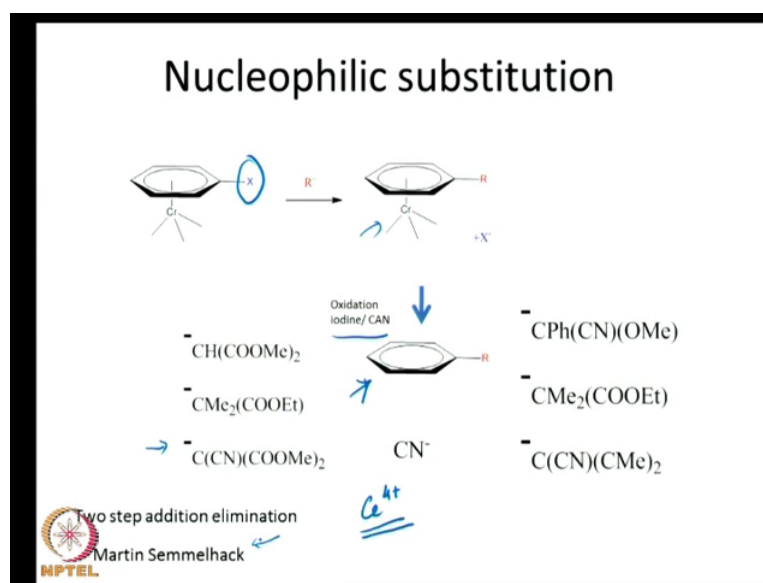 Nucleophilic substitution
X
R⁻
R
Cr
Cr
+X⁻
Oxidation
iodine/ CAN
R
⁻CH(COOMe)₂
⁻CMe₂(COOEt)
⁻C(CN)(COOMe)₂
CN⁻
⁻CPh(CN)(OMe)
⁻CMe₂(COOEt)
⁻C(CN)(CMe)₂
Ce⁴⁺
Two step addition elimination
Martin Semmelhack
NPTEL